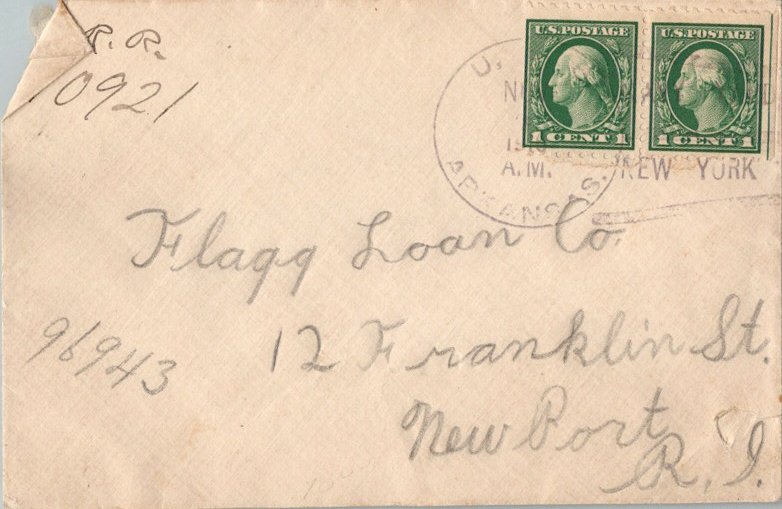 R. R.
0921
U.S. POSTAGE
1 CENT 1
U.S. POSTAGE
1 CENT 1
U.
A.M.
ARKANSAS.
NEW YORK
Flagg Loan Co.
96943
12 Franklin St.
New Port
R. I.